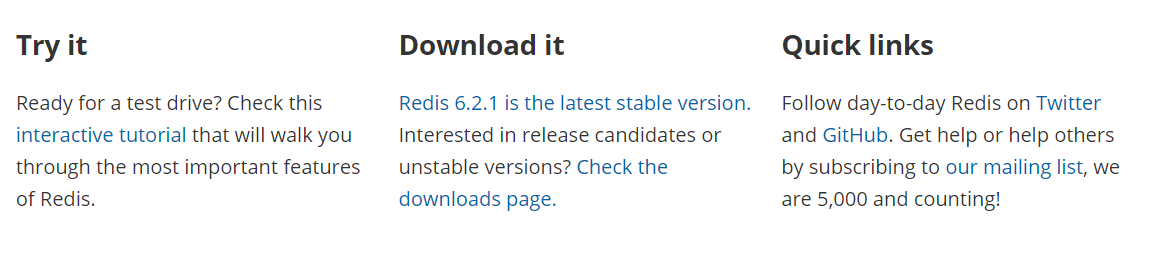 Try it
Ready for a test drive? Check this
interactive tutorial that will walk you
through the most important features
of Redis.
Download it
Redis 6.2.1 is the latest stable version.
Interested in release candidates or
unstable versions? Check the
downloads page.
Quick links
Follow day-to-day Redis on Twitter
and GitHub. Get help or help others
by subscribing to our mailing list, we
are 5,000 and counting!